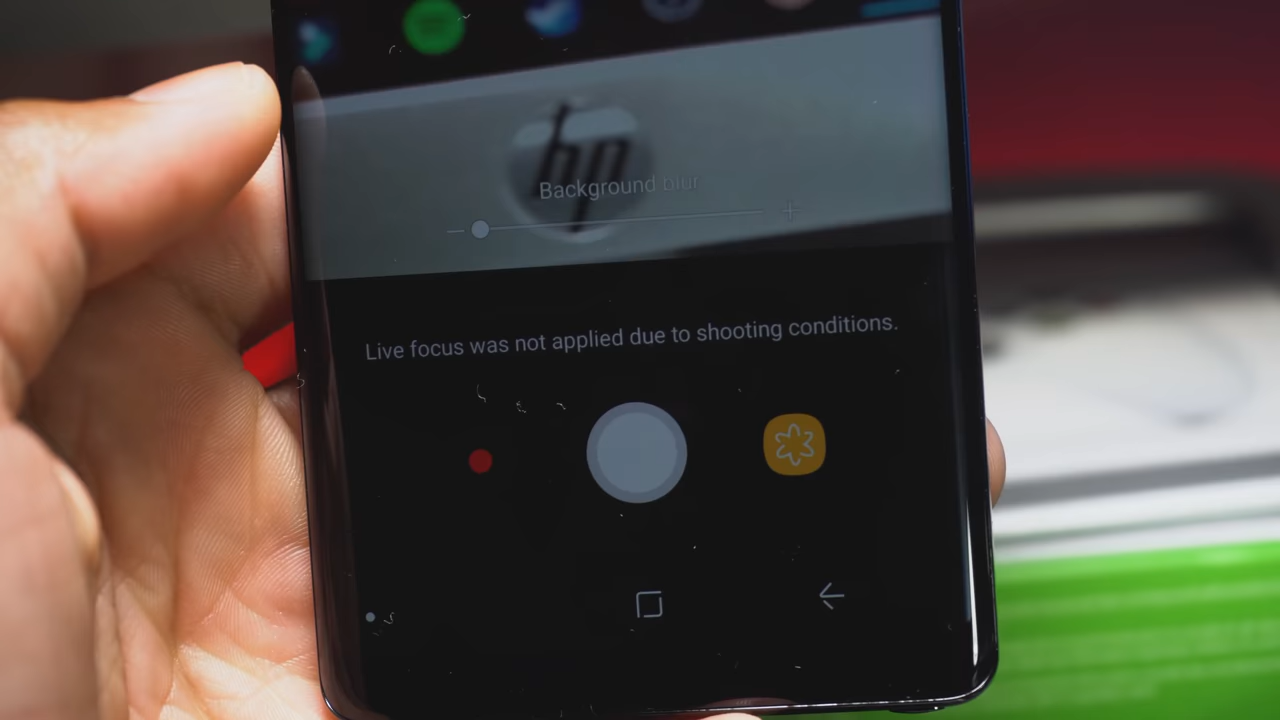 hp
Background blur
Live focus was not applied due to shooting conditions.